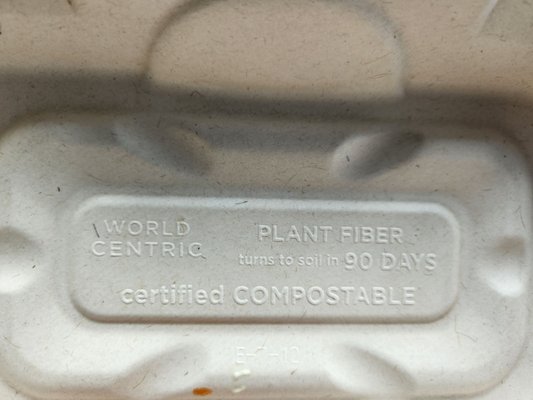 WORLD
CENTRIC
PLANT FIBER
turns to soil in 90 DAYS
certified COMPOSTABLE